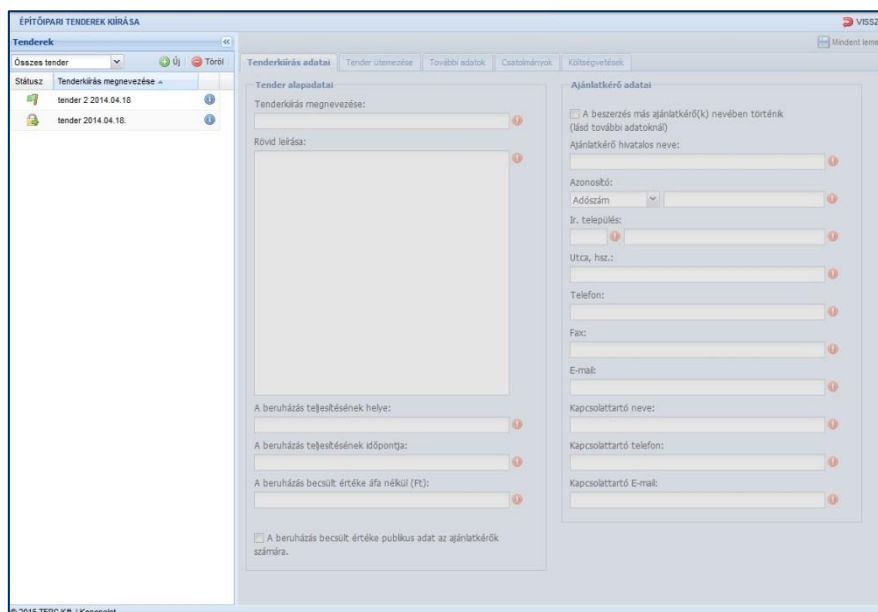 ÉPÍTŐIPARI TENDEREK KIÍRÁSA
VISSZ
Tenderek
Mindent leme
Összes tender
Új
Töröl
Státusz
Tenderkiírás megnevezése
tender 2 2014.04.18
tender 2014.04.18.
Tenderkiírás adatai
Tender ütemezése
További adatok
Csatolmányok
Költségvetések
Tender alapadatai
Tenderkiírás megnevezése:
Rövid leírása:
A beruházás teljesítésének helye:
A beruházás teljesítésének időpontja:
A beruházás becsült értéke áfa nélkül (Ft):
A beruházás becsült értéke publikus adat az ajánlatkérők
számára.
Ajánlatkérő adatai
A beszerzés más ajánlatkérő(k) nevében történik
(lásd további adatoknál)
Ajánlatkérő hivatalos neve:
Azonosító:
Adószám
Ir. település:
Utca, hsz.:
Telefon:
Fax:
E-mail:
Kapcsolattartó neve:
Kapcsolattartó telefon:
Kapcsolattartó E-mail:
© 2015 TERC Kft. /